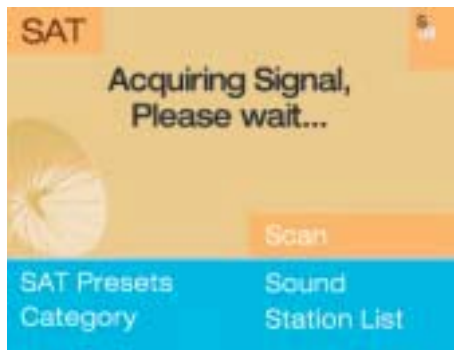 SAT
S
Acquiring Signal,
Please wait...
Scan
SAT Presets
Sound
Category
Station List